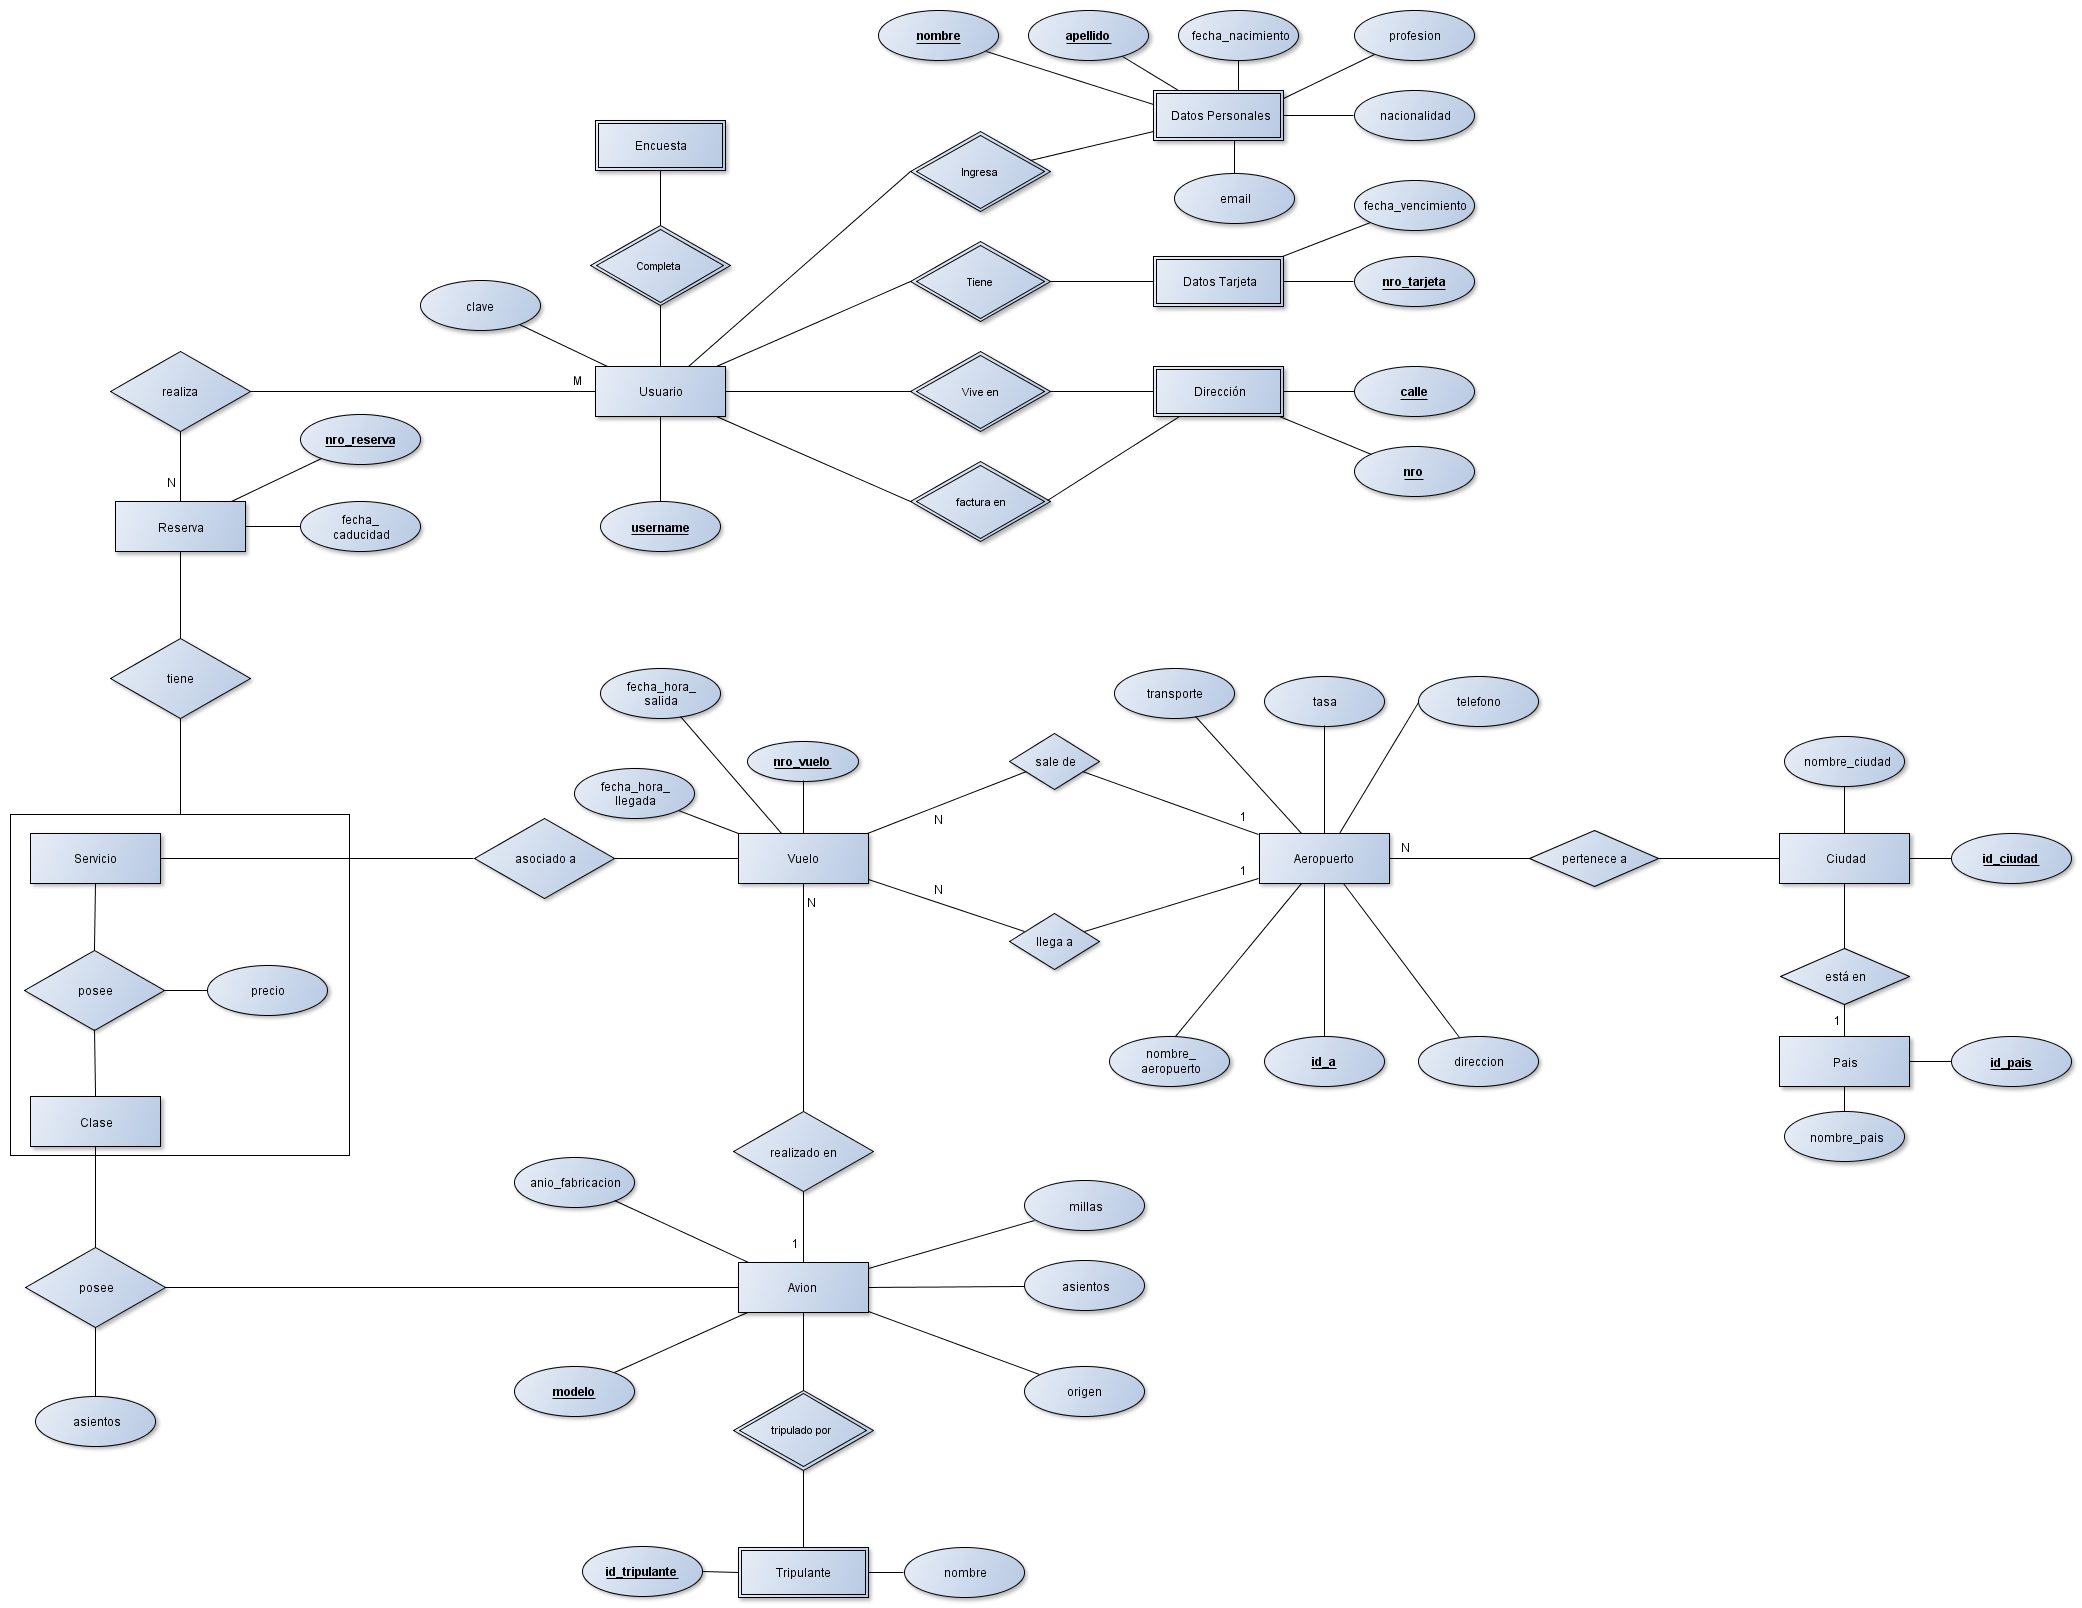 nombre
apellido
fecha_nacimiento
profesion
Datos Personales
nacionalidad
Encuesta
Ingresa
email
fecha_vencimiento
Completa
Tiene
Datos Tarjeta
nro_tarjeta
clave
realiza
M
Usuario
Vive en
Dirección
calle
nro_reserva
nro
N
factura en
Reserva
fecha_
caducidad
username
tiene
fecha_hora_
salida
transporte
tasa
telefono
nro_vuelo
sale de
nombre_ciudad
fecha_hora_
llegada
N
1
Servicio
asociado a
Vuelo
Aeropuerto
N
pertenece a
Ciudad
id_ciudad
N
1
N
llega a
posee
precio
está en
1
nombre_
aeropuerto
id_a
direccion
Pais
id_pais
Clase
nombre_pais
realizado en
anio_fabricacion
millas
1
posee
Avion
asientos
modelo
origen
asientos
tripulado por
id_tripulante
Tripulante
nombre